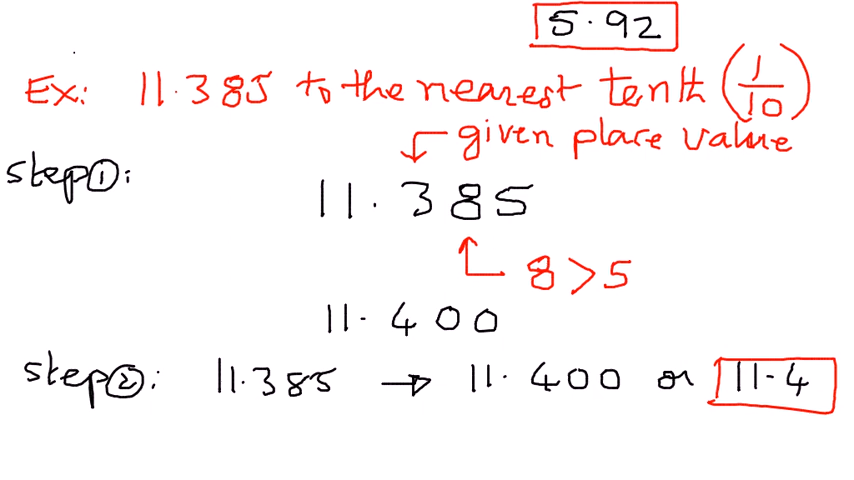 5.92
Ex: 11.385 to the nearest tenth (1/10)
given place value
step①:
11.385
8>5
11.400
step②: 11.385 → 11.400 or 11.4